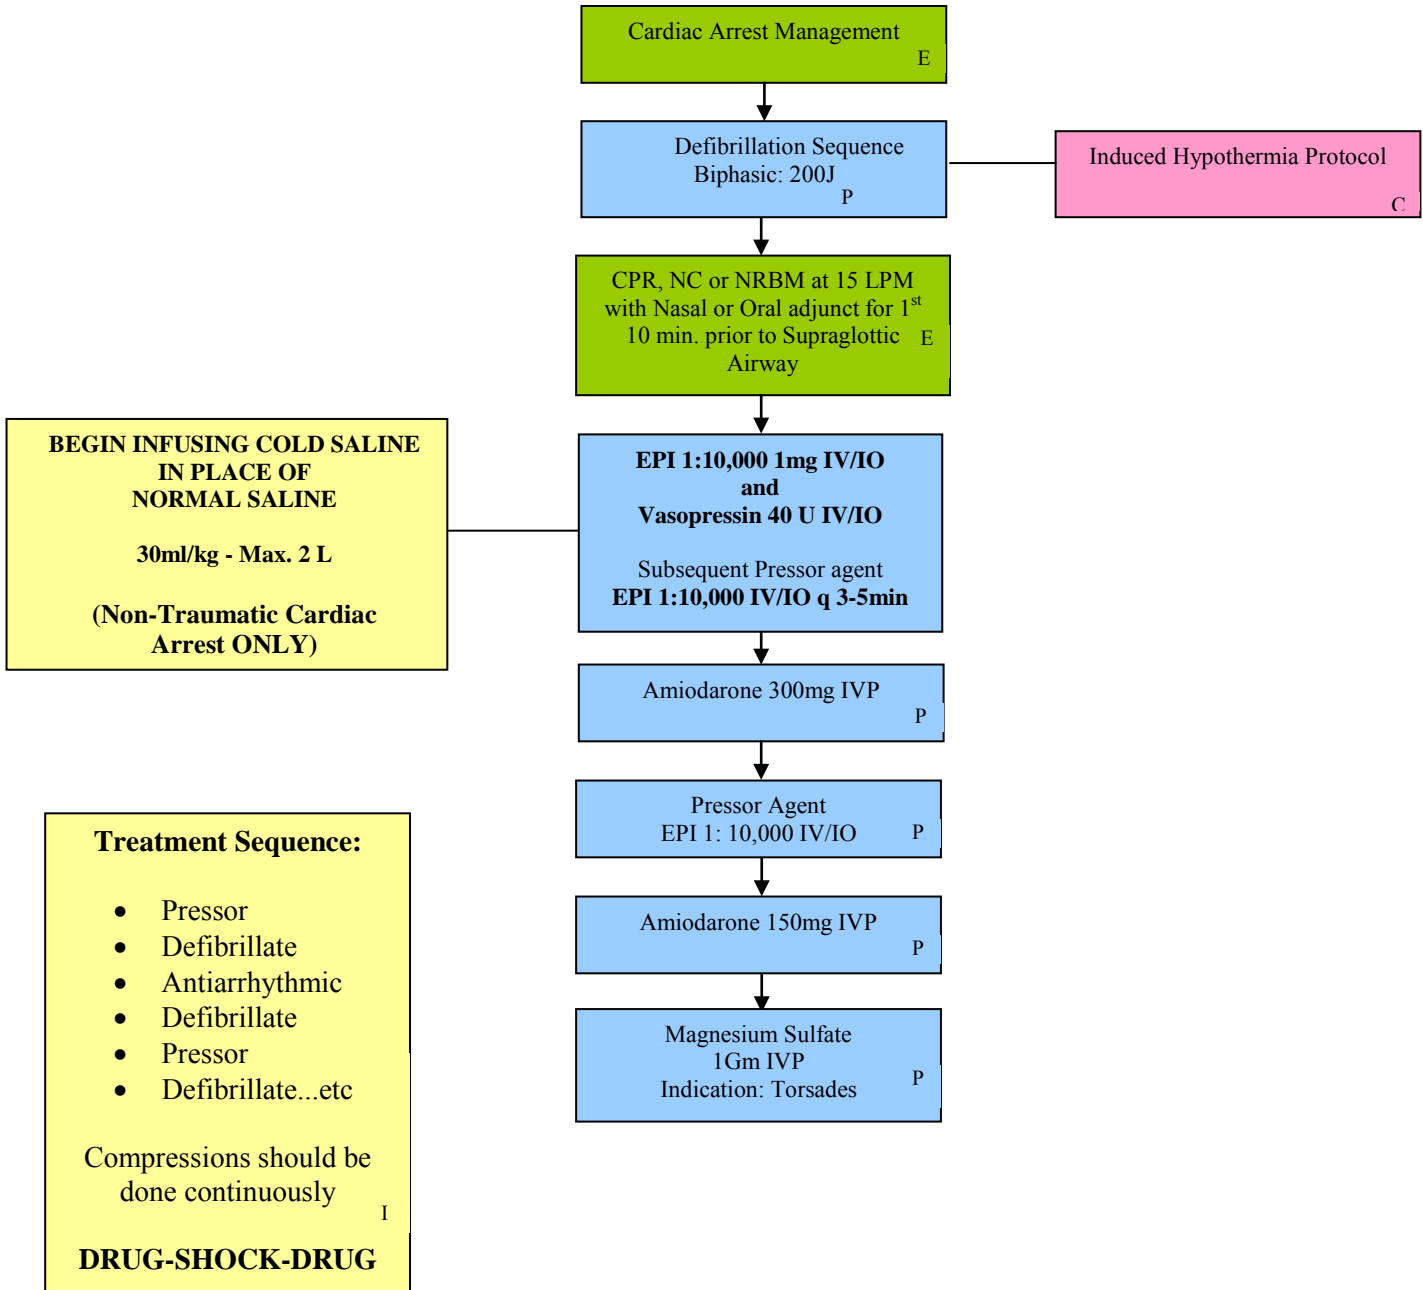 Cardiac Arrest Management
E
Defibrillation Sequence
Biphasic: 200J
P
Induced Hypothermia Protocol
C
CPR, NC or NRBM at 15 LPM
with Nasal or Oral adjunct for 1st
10 min. prior to Supraglottic E
Airway
BEGIN INFUSING COLD SALINE
IN PLACE OF
NORMAL SALINE
30ml/kg - Max. 2 L
(Non-Traumatic Cardiac
Arrest ONLY)
EPI 1:10,000 1mg IV/IO
and
Vasopressin 40 U IV/IO
Subsequent Pressor agent
EPI 1:10,000 IV/IO q 3-5min
Amiodarone 300mg IVP
P
Pressor Agent
EPI 1: 10,000 IV/IO P
Amiodarone 150mg IVP
P
Magnesium Sulfate
1Gm IVP
P
Indication: Torsades
Treatment Sequence:
• Pressor
• Defibrillate
• Antiarrhythmic
• Defibrillate
• Pressor
• Defibrillate...etc
Compressions should be
done continuously
I
DRUG-SHOCK-DRUG